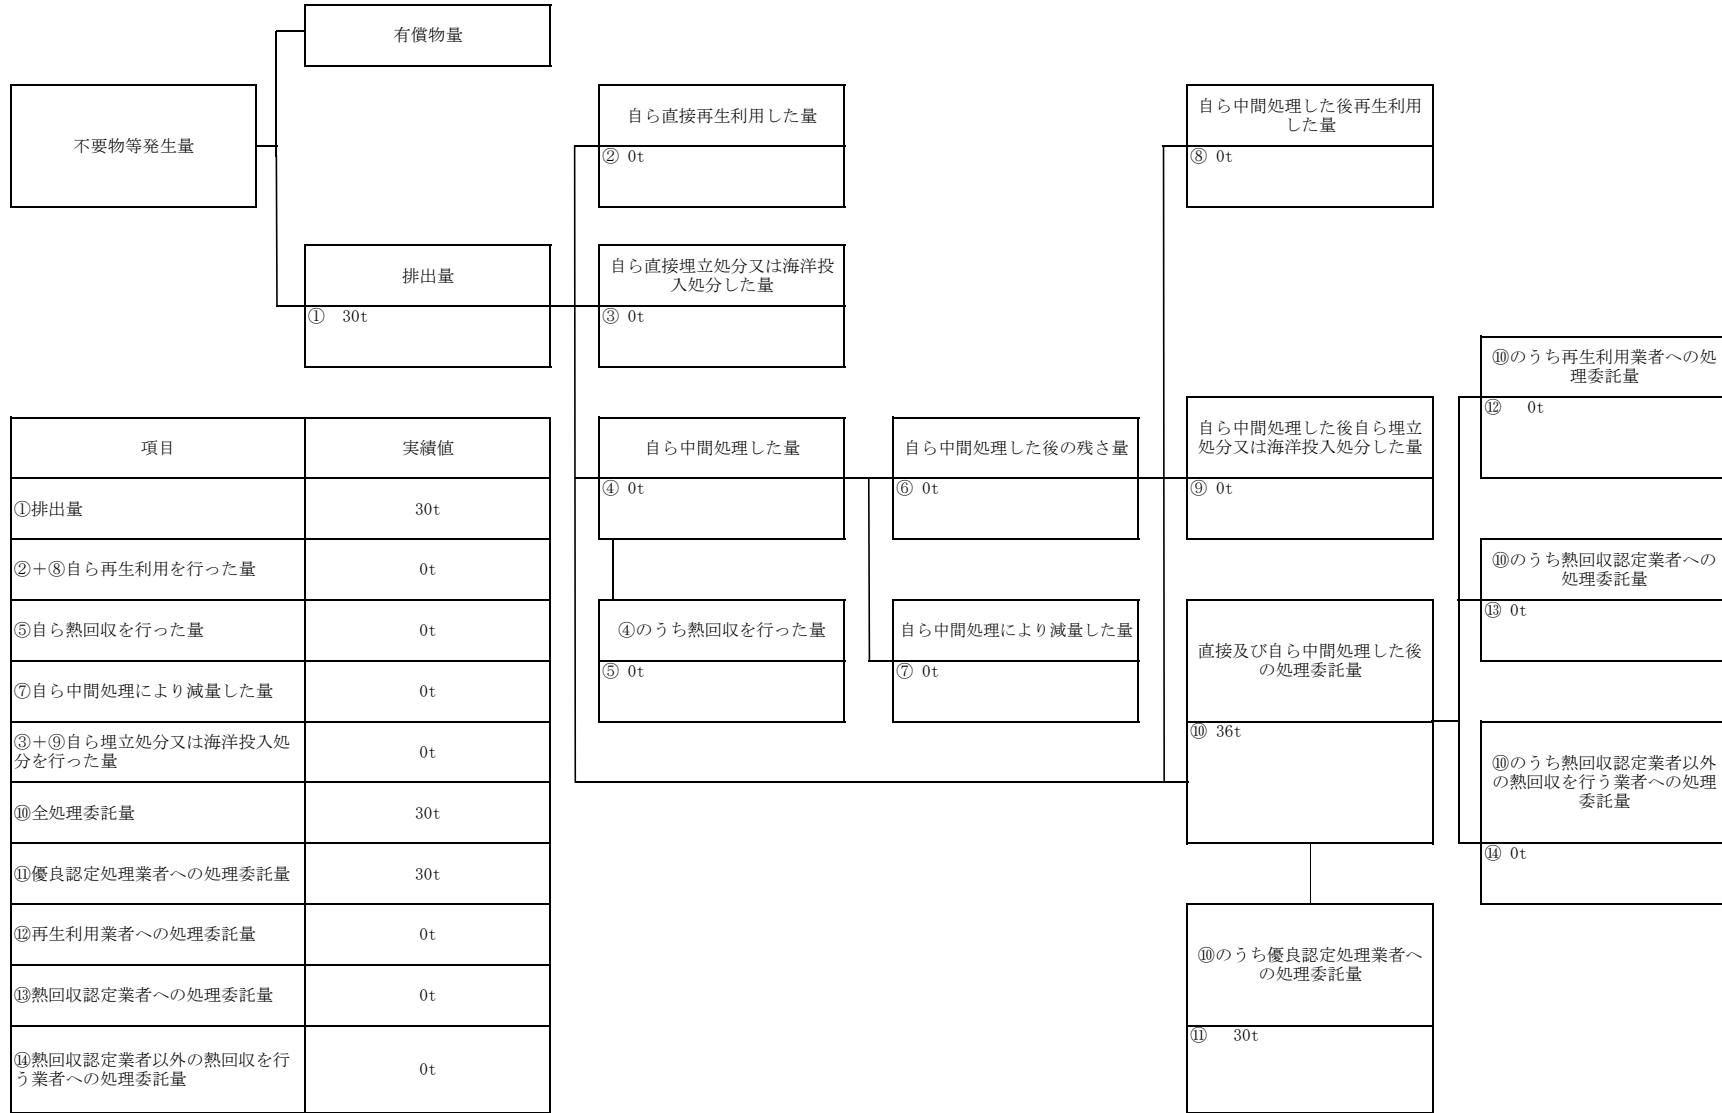 有償物量
不要物等発生量
自ら直接再生利用した量
② 0t
自ら中間処理した後再生利用
した量
⑧ 0t
排出量
① 30t
自ら直接埋立処分又は海洋投
入処分した量
③ 0t
⑩のうち再生利用業者への処
理委託量
⑫ 0t
自ら中間処理した量
④ 0t
自ら中間処理した後の残さ量
⑥ 0t
自ら中間処理した後自ら埋立
処分又は海洋投入処分した量
⑨ 0t
⑩のうち熱回収認定業者への
処理委託量
⑬ 0t
④のうち熱回収を行った量
⑤ 0t
自ら中間処理により減量した量
⑦ 0t
直接及び自ら中間処理した後
の処理委託量
⑩ 36t
⑩のうち熱回収認定業者以外
の熱回収を行う業者への処理
委託量
⑭ 0t
⑩のうち優良認定処理業者へ
の処理委託量
⑪ 30t
項目 実績値
①排出量 30t
②+⑧自ら再生利用を行った量 0t
⑤自ら熱回収を行った量 0t
⑦自ら中間処理により減量した量 0t
③+⑨自ら埋立処分又は海洋投入処
分を行った量 0t
⑩全処理委託量 30t
⑪優良認定処理業者への処理委託量 30t
⑫再生利用業者への処理委託量 0t
⑬熱回収認定業者への処理委託量 0t
⑭熱回収認定業者以外の熱回収を行
う業者への処理委託量 0t